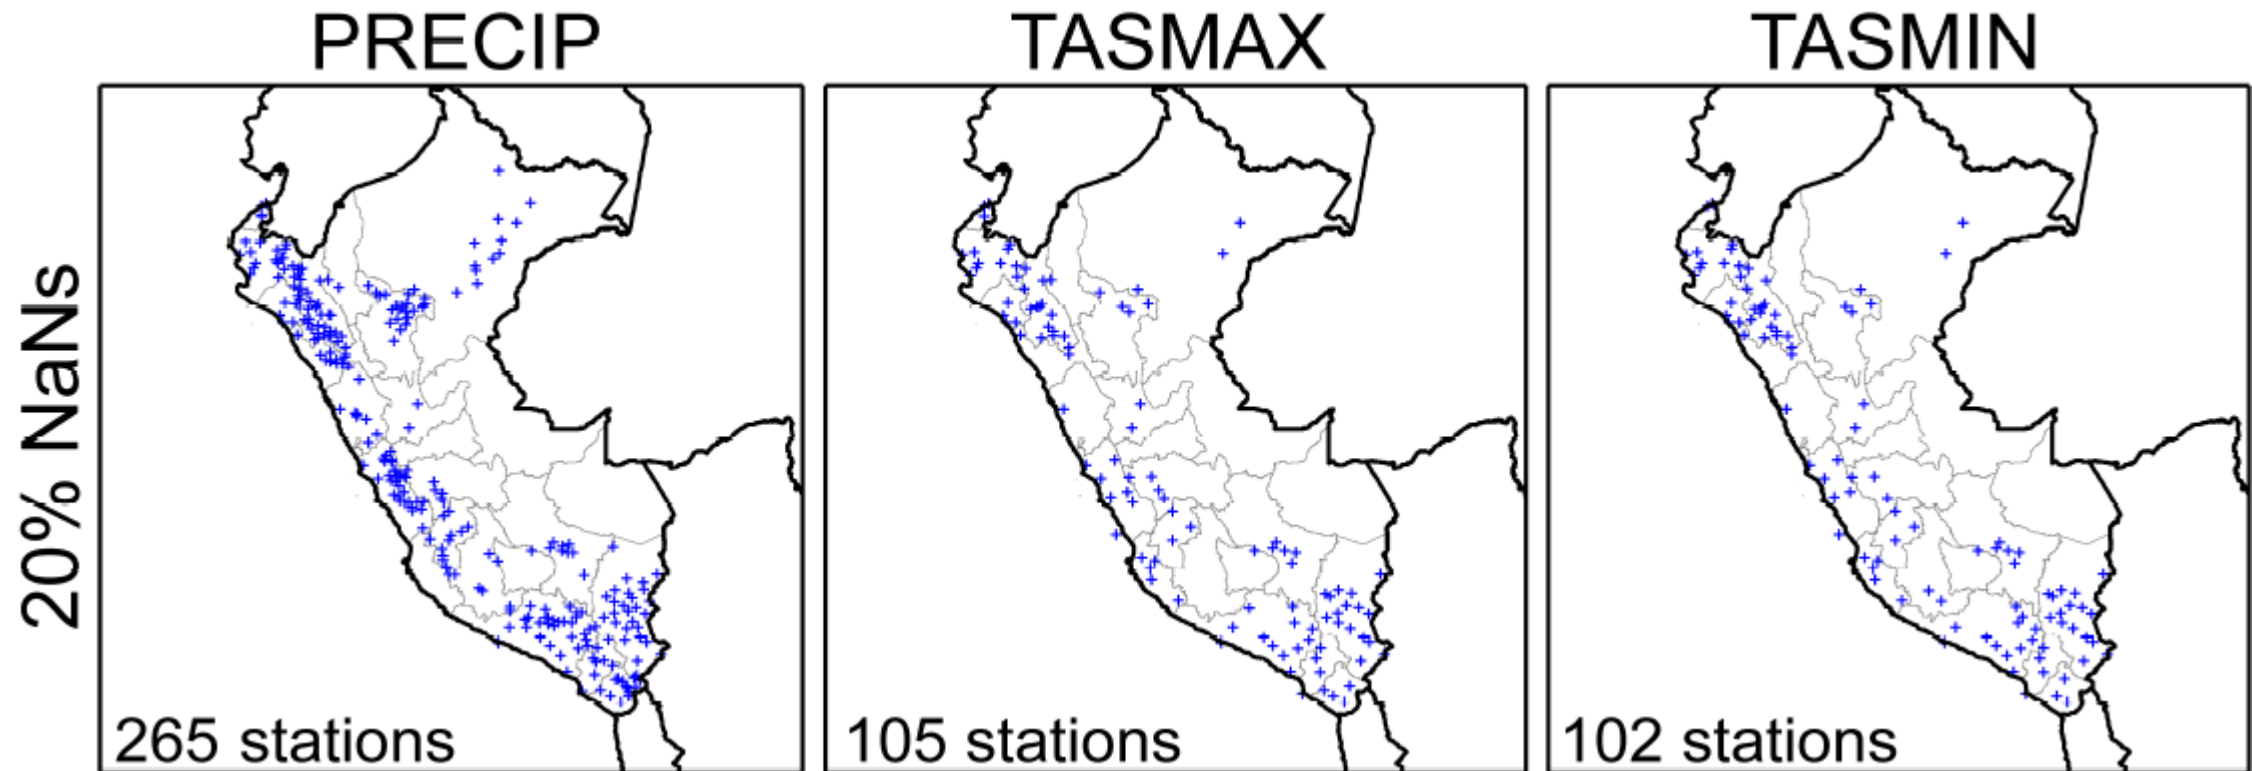 PRECIP
TASMAX
TASMIN
20% NaNs
265 stations
105 stations
102 stations